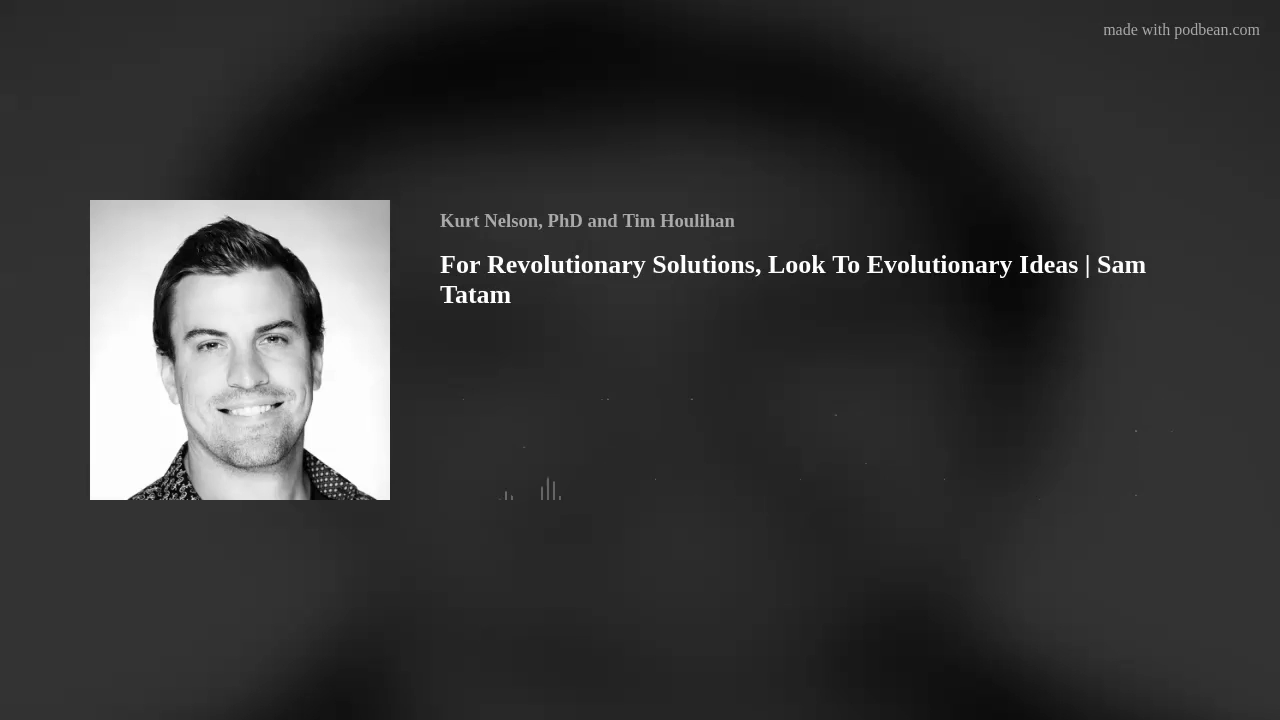 made with podbean.com
Kurt Nelson, PhD and Tim Houlihan
For Revolutionary Solutions, Look To Evolutionary Ideas | Sam
Tatam